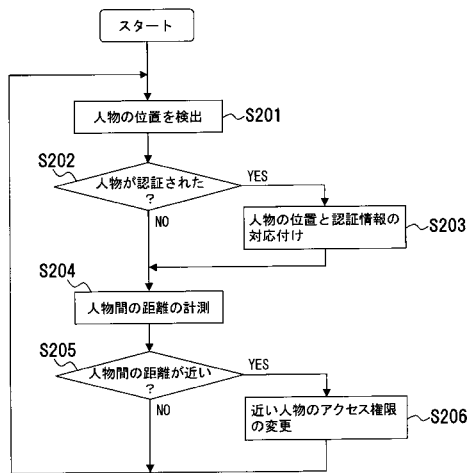 スタート
人物の位置を検出
S201
S202
人物が認証された
?
YES
NO
人物の位置と認証情報の
対応付け
S203
S204
人物間の距離の計測
S205
人物間の距離が近い
?
YES
NO
近い人物のアクセス権限
の変更
S206